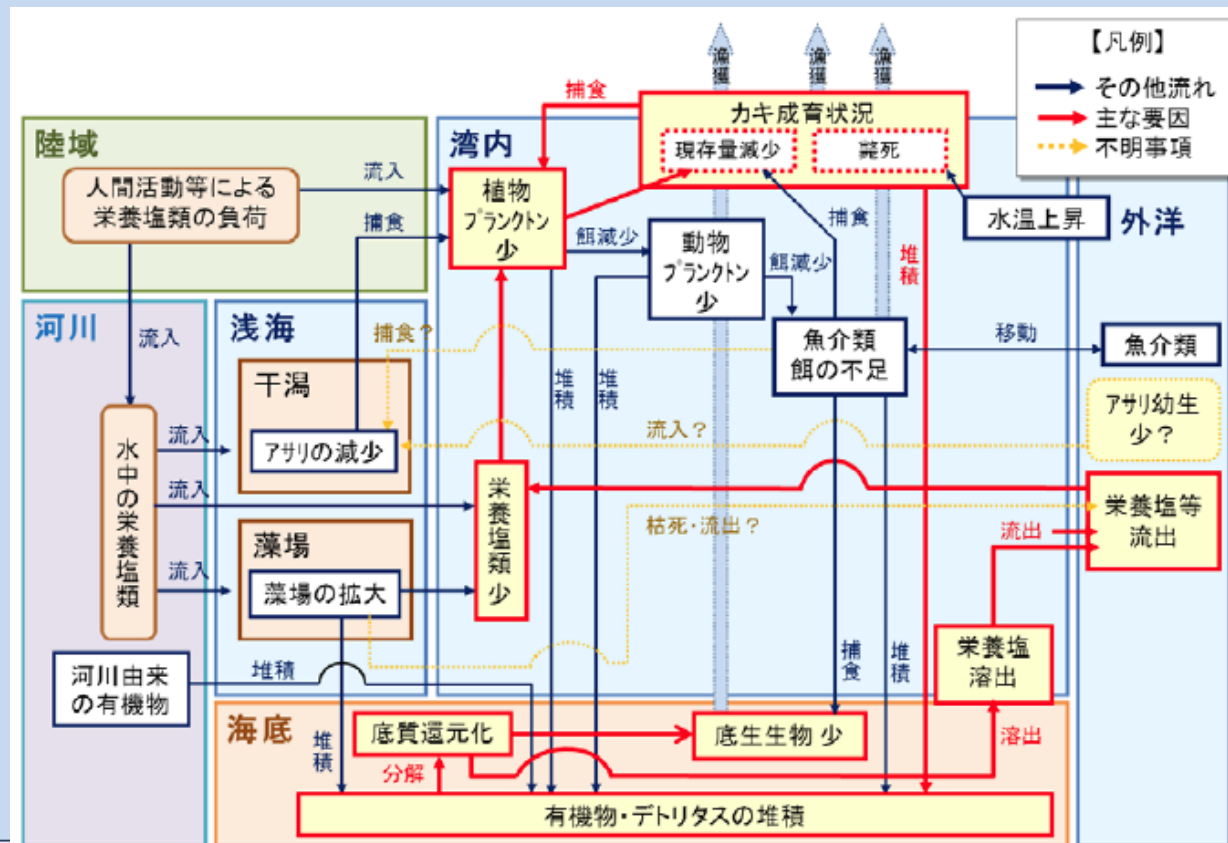 【凡例】
その他流れ
主な要因
不明事項
漁獲
漁獲
漁獲
捕食
カキ成育状況
現存量減少
斃死
陸域
人間活動等による
栄養塩類の負荷
流入
捕食
湾内
植物
プランクトン
少
餌減少
動物
プランクトン
少
餌減少
捕食
堆積
水温上昇
外洋
河川
流入
浅海
捕食?
堆積
堆積
魚介類
餌の不足
移動
魚介類
干潟
アサリの減少
流入
流入?
アサリ幼生
少?
水中の栄養塩類
流入
栄養塩類 少
枯死・流出?
栄養塩等
流出
流出
藻場
藻場の拡大
流入
河川由来
の有機物
堆積
捕食
堆積
栄養塩
溶出
海底
堆積
底質還元化
底生生物 少
溶出
分解
有機物・デトリタスの堆積